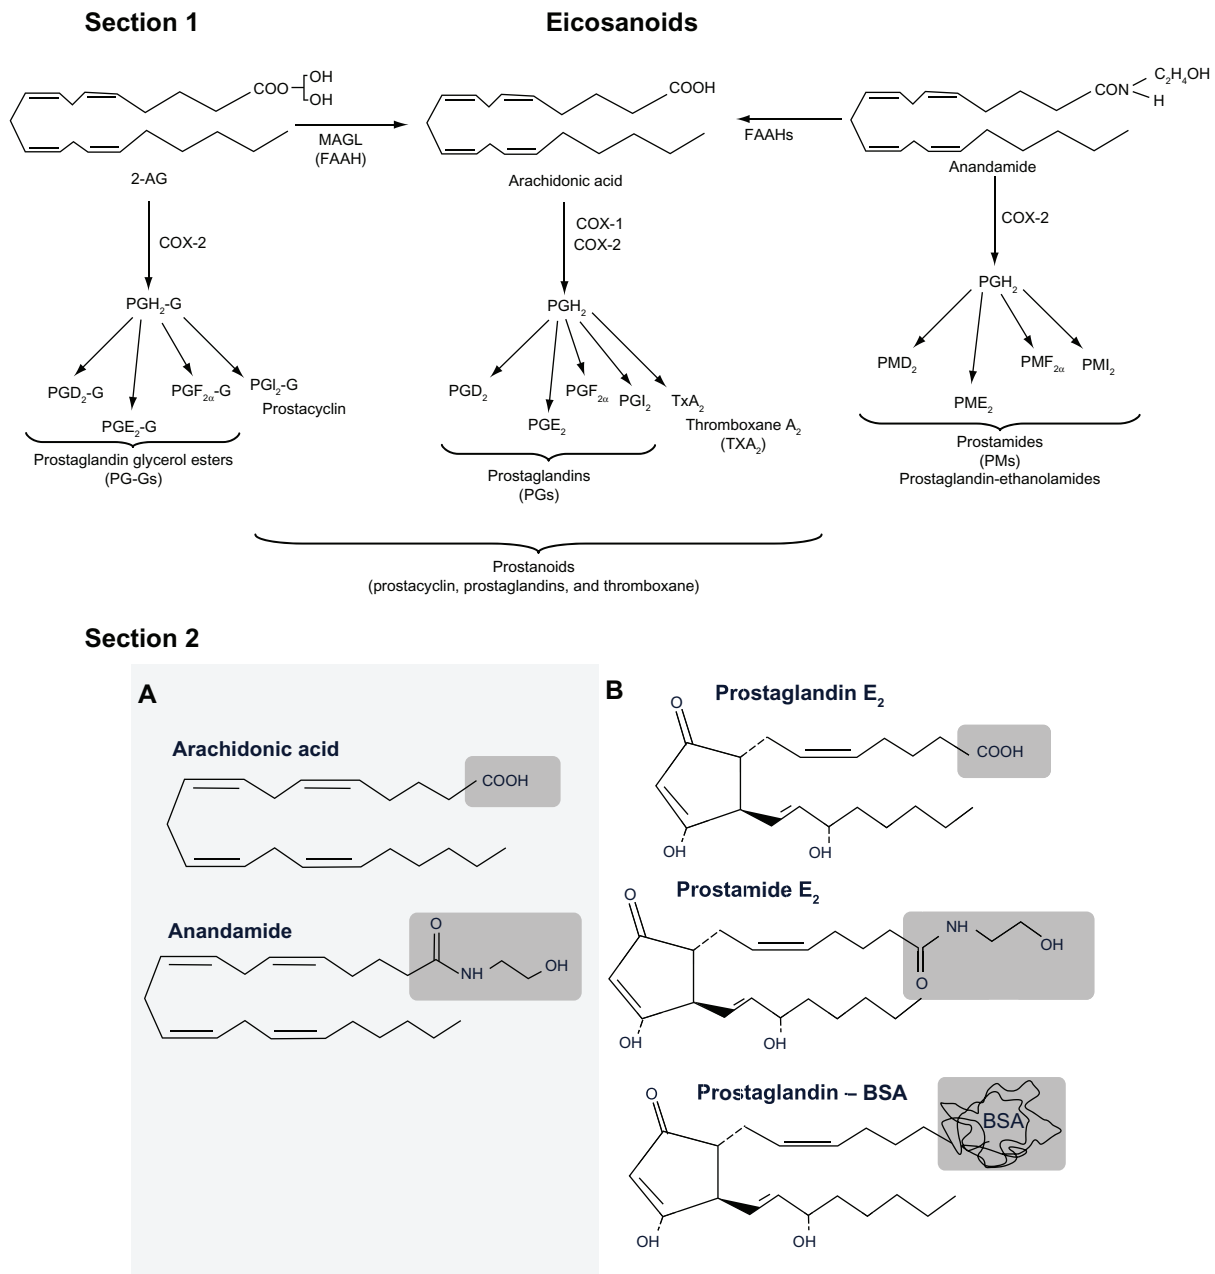 Section 1
Eicosanoids
COO
OH
OH
COOH
CON
C₂H₄OH
H
MAGL
(FAAH)
FAAHs
2-AG
Arachidonic acid
Anandamide
COX-2
COX-1
COX-2
COX-2
PGH₂-G
PGH₂
PGH₂
PGD₂-G
PGE₂-G
PGF₂α-G
PGI₂-G
Prostacyclin
PGD₂
PGE₂
PGF₂α
PGI₂
TxA₂
Thromboxane A₂
(TXA₂)
PMD₂
PME₂
PMF₂α
PMI₂
Prostaglandin glycerol esters
(PG-Gs)
Prostaglandins
(PGs)
Prostamides
(PMs)
Prostaglandin-ethanolamides
Prostanoids
(prostacyclin, prostaglandins, and thromboxane)
Section 2
A
Arachidonic acid
COOH
Anandamide
O
NH
OH
B
Prostaglandin E₂
O
COOH
OH
OH
Prostamide E₂
O
NH
OH
O
OH
OH
Prostaglandin – BSA
O
BSA
OH
OH